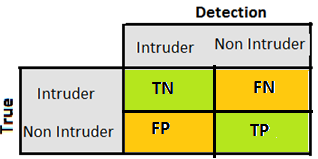 Detection
Intruder Non Intruder
True
Intruder TN FN
Non Intruder FP TP